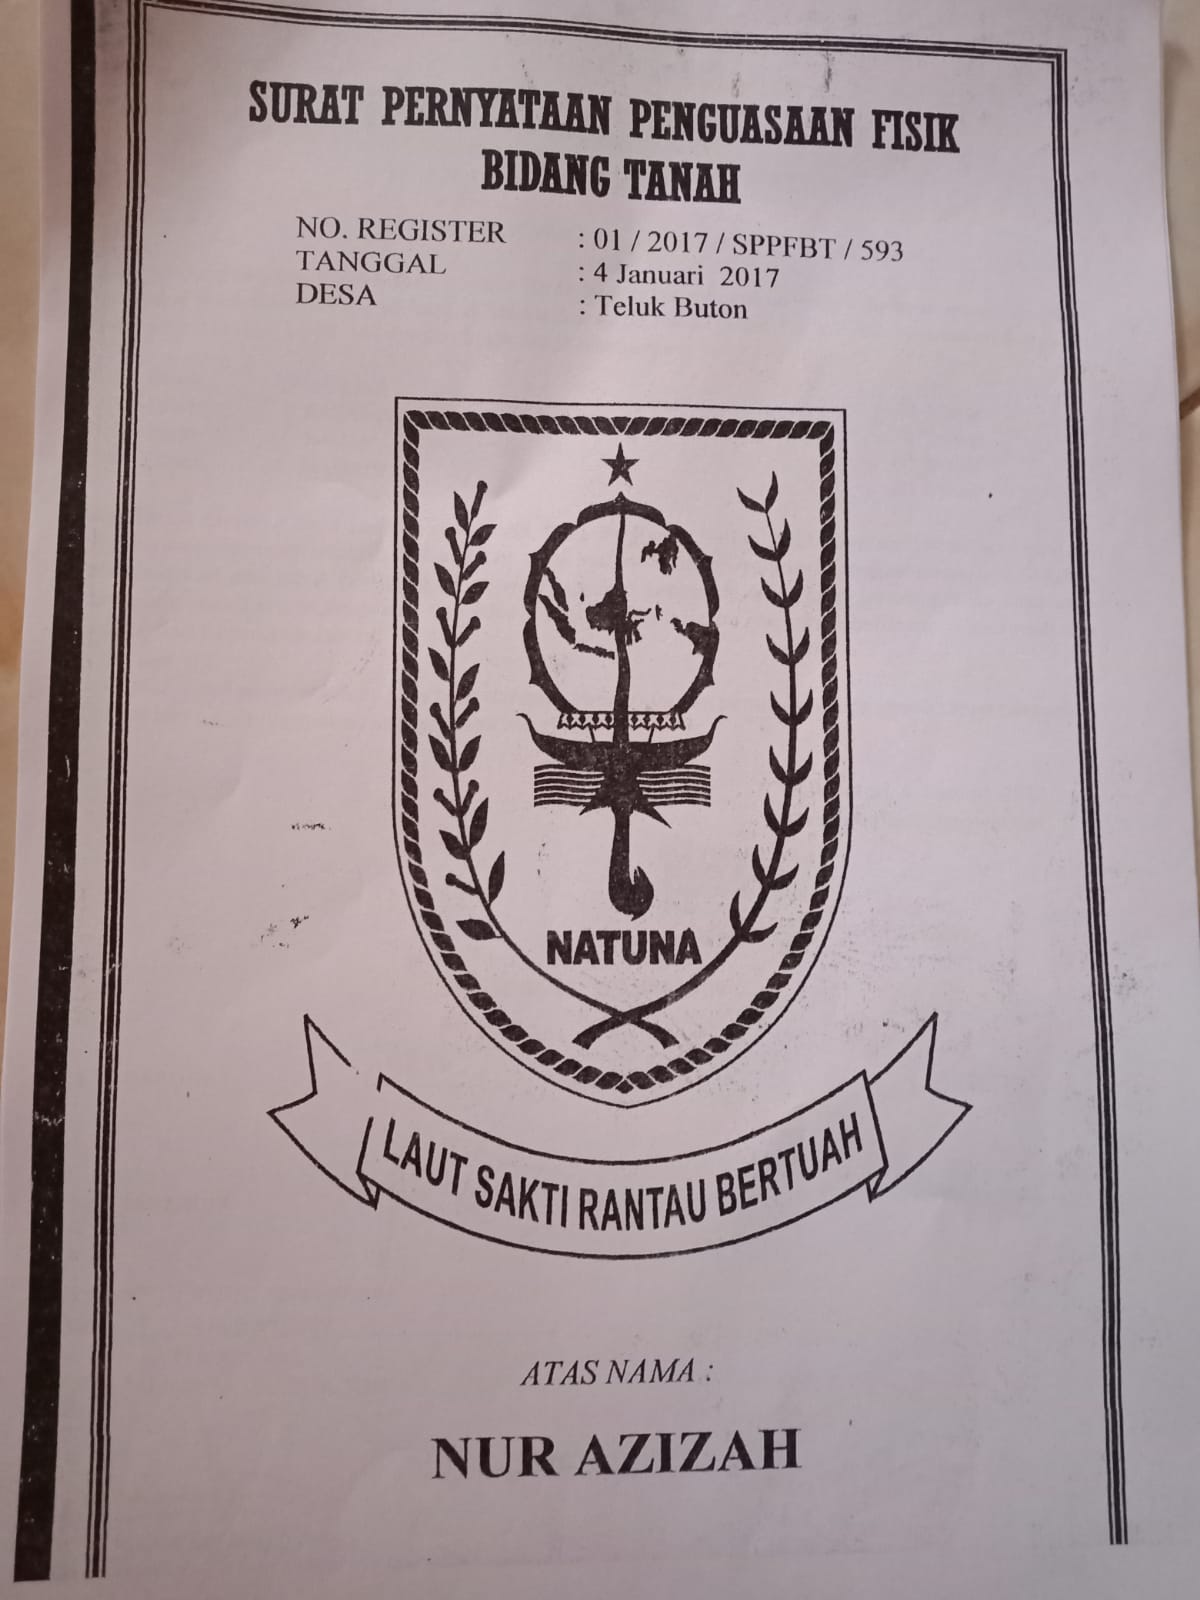 SURAT PERNYATAAN PENGUASAAN FISIK
BIDANG TANAH
NO. REGISTER : 01 / 2017 / SPPFBT / 593
TANGGAL : 4 Januari 2017
DESA : Teluk Buton
NATUNA
LAUT SAKTI RANTAU BERTUAH
ATAS NAMA :
NUR AZIZAH